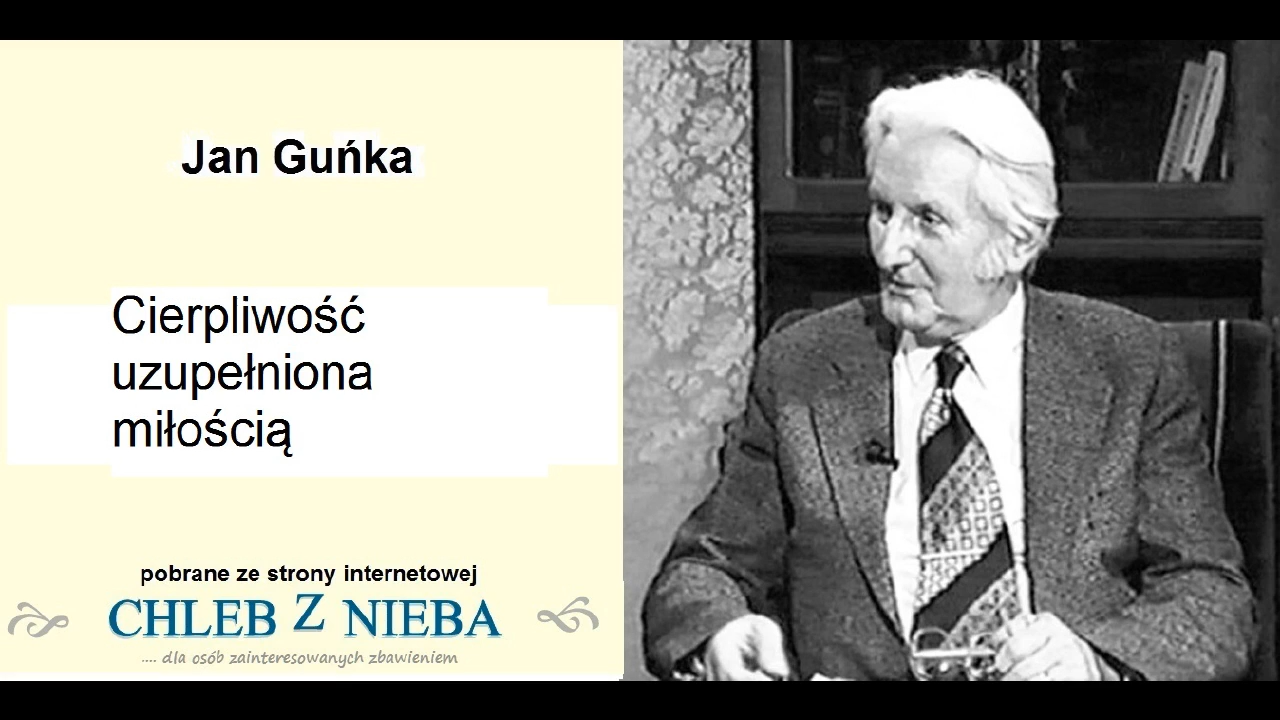 Jan Guńka
Cierpliwość
uzupełniona
miłością
pobrane ze strony internetowej
CHLEB Z NIEBA
.... dla osób zainteresowanych zbawieniem